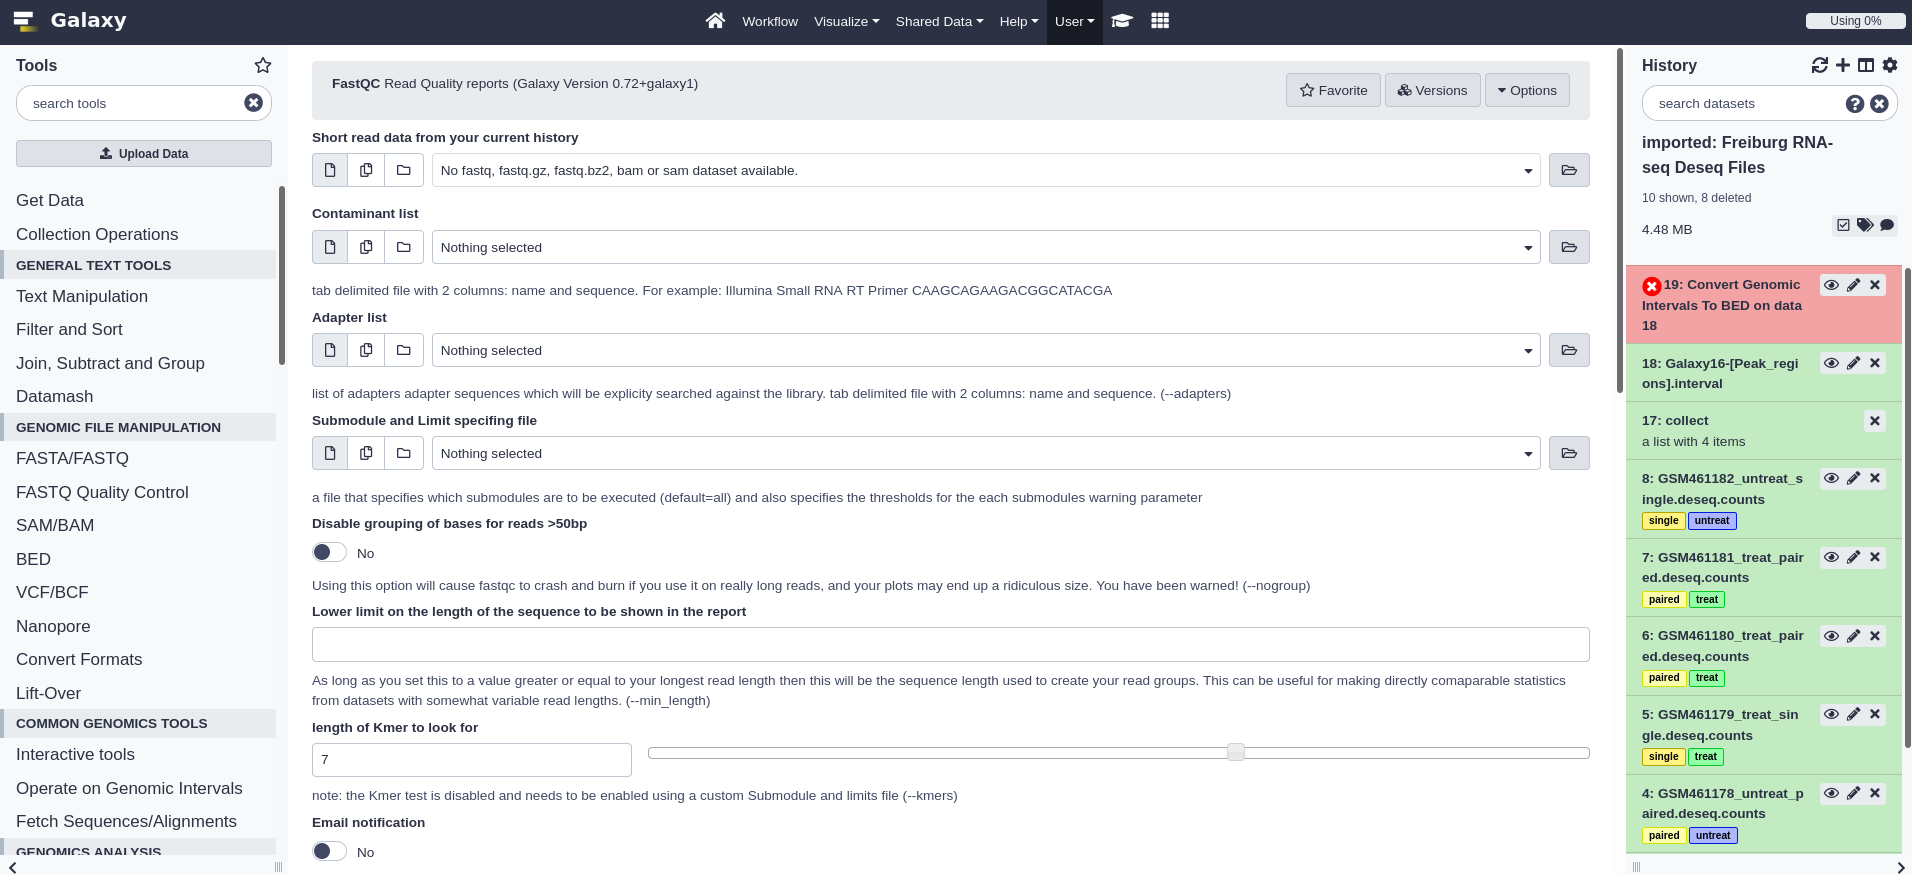 Galaxy
Workflow
Visualize
Shared Data
Help
User
Using 0%
Tools
search tools
Upload Data
Get Data
Collection Operations
GENERAL TEXT TOOLS
Text Manipulation
Filter and Sort
Join, Subtract and Group
Datamash
GENOMIC FILE MANIPULATION
FASTA/FASTQ
FASTQ Quality Control
SAM/BAM
BED
VCF/BCF
Nanopore
Convert Formats
Lift-Over
COMMON GENOMICS TOOLS
Interactive tools
Operate on Genomic Intervals
Fetch Sequences/Alignments
GENOMICS ANALYSIS
FastQC Read Quality reports (Galaxy Version 0.72+galaxy1)
Favorite
Versions
Options
Short read data from your current history
No fastq, fastq.gz, fastq.bz2, bam or sam dataset available.
Contaminant list
Nothing selected
tab delimited file with 2 columns: name and sequence. For example: Illumina Small RNA RT Primer CAAGCAGAAGACGGCATACGA
Adapter list
Nothing selected
list of adapters adapter sequences which will be explicity searched against the library. tab delimited file with 2 columns: name and sequence. (--adapters)
Submodule and Limit specifing file
Nothing selected
a file that specifies which submodules are to be executed (default=all) and also specifies the thresholds for the each submodules warning parameter
Disable grouping of bases for reads >50bp
No
Using this option will cause fastqc to crash and burn if you use it on really long reads, and your plots may end up a ridiculous size. You have been warned! (--nogroup)
Lower limit on the length of the sequence to be shown in the report
As long as you set this to a value greater or equal to your longest read length then this will be the sequence length used to create your read groups. This can be useful for making directly comaparable statistics
from datasets with somewhat variable read lengths. (--min_length)
length of Kmer to look for
7
note: the Kmer test is disabled and needs to be enabled using a custom Submodule and limits file (--kmers)
Email notification
No
History
search datasets
imported: Freiburg RNA-
seq Deseq Files
10 shown, 8 deleted
4.48 MB
19: Convert Genomic
Intervals To BED on data
18
18: Galaxy16-[Peak_regi
ons].interval
17: collect
a list with 4 items
8: GSM461182_untreat_s
ingle.deseq.counts
single untreat
7: GSM461181_treat_pair
ed.deseq.counts
paired treat
6: GSM461180_treat_pair
ed.deseq.counts
paired treat
5: GSM461179_treat_sin
gle.deseq.counts
single treat
4: GSM461178_untreat_p
aired.deseq.counts
paired untreat